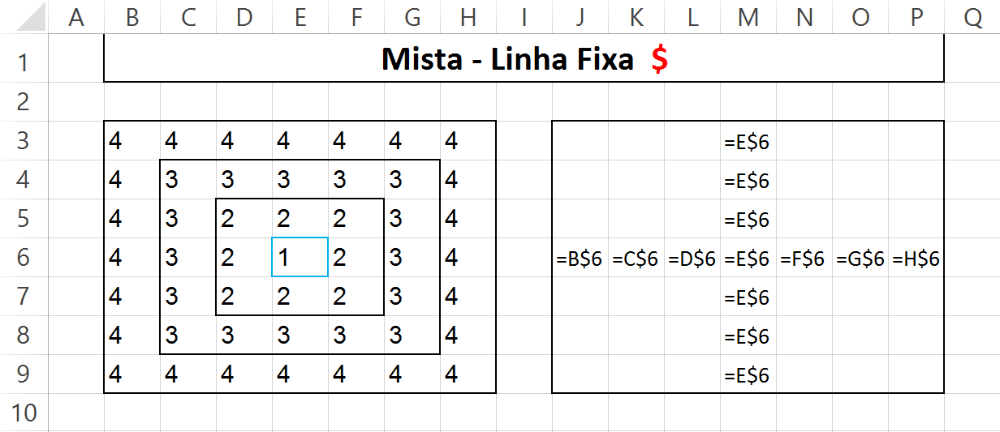 A B C D E F G H I J K L M N O P Q
1 Mista - Linha Fixa $
2
3 4 4 4 4 4 4 4 =E$6
4 4 3 3 3 3 3 4 =E$6
5 4 3 2 2 2 3 4 =E$6
6 4 3 2 1 2 3 4 =B$6 =C$6 =D$6 =E$6 =F$6 =G$6 =H$6
7 4 3 2 2 2 3 4 =E$6
8 4 3 3 3 3 3 4 =E$6
9 4 4 4 4 4 4 4 =E$6
10